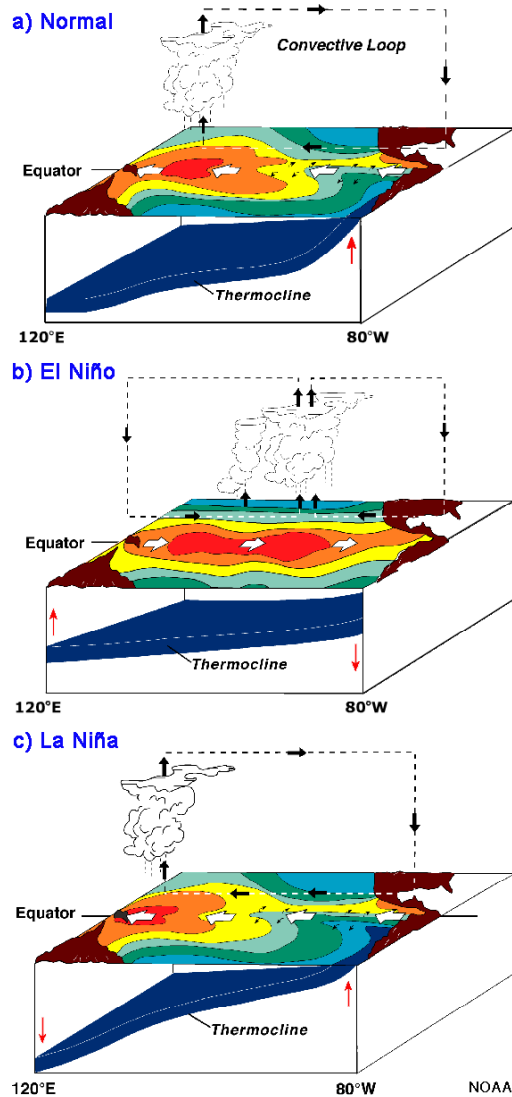 a) Normal
Convective Loop
Equator
Thermocline
120°E
80°W
b) El Niño
Equator
Thermocline
120°E
80°W
c) La Niña
Equator
Thermocline
120°E
80°W
NOAA